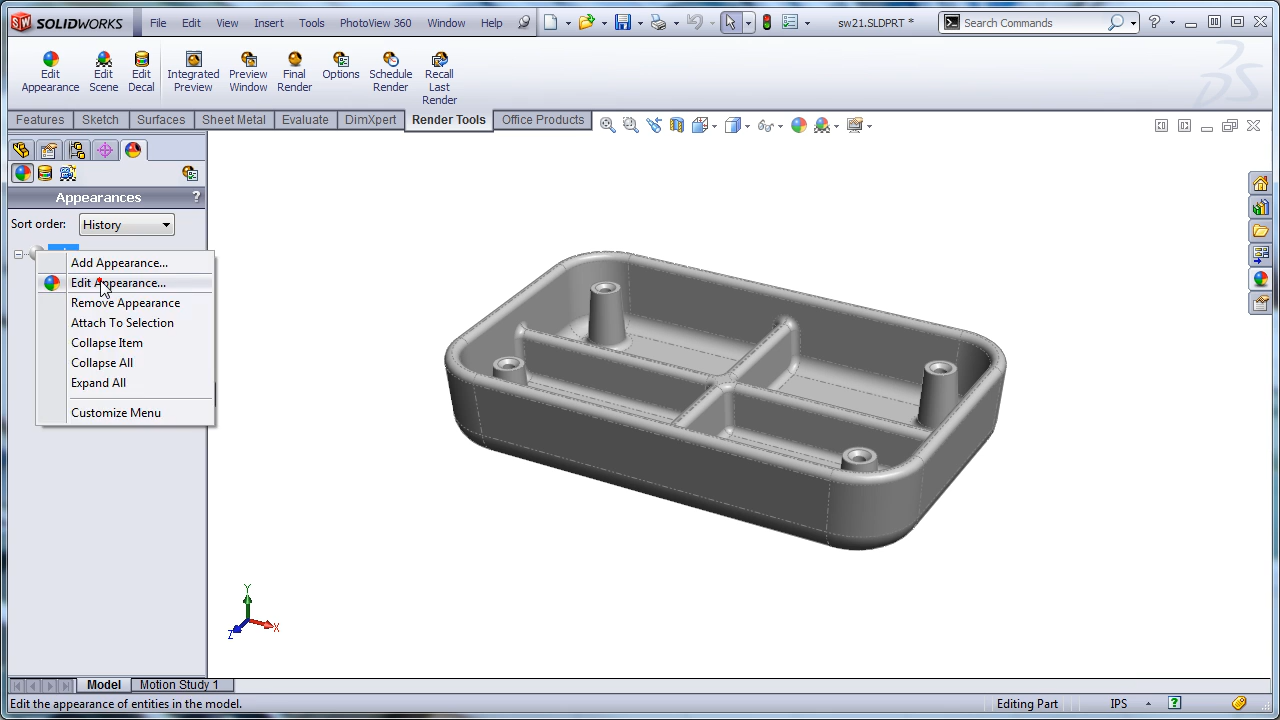 SOLIDWORKS File Edit View Insert Tools PhotoView 360 Window Help sw21.SLDPRT * Search Commands
Edit Appearance
Edit Scene
Edit Decal
Integrated Preview
Preview Window
Final Render
Options
Schedule Render
Recall Last Render
Features Sketch Surfaces Sheet Metal Evaluate DimXpert Render Tools Office Products
Appearances ?
Sort order: History
Add Appearance...
Edit Appearance...
Remove Appearance
Attach To Selection
Collapse Item
Collapse All
Expand All
Customize Menu
Y
X
Z
Model Motion Study 1
Edit the appearance of entities in the model. Editing Part IPS ?